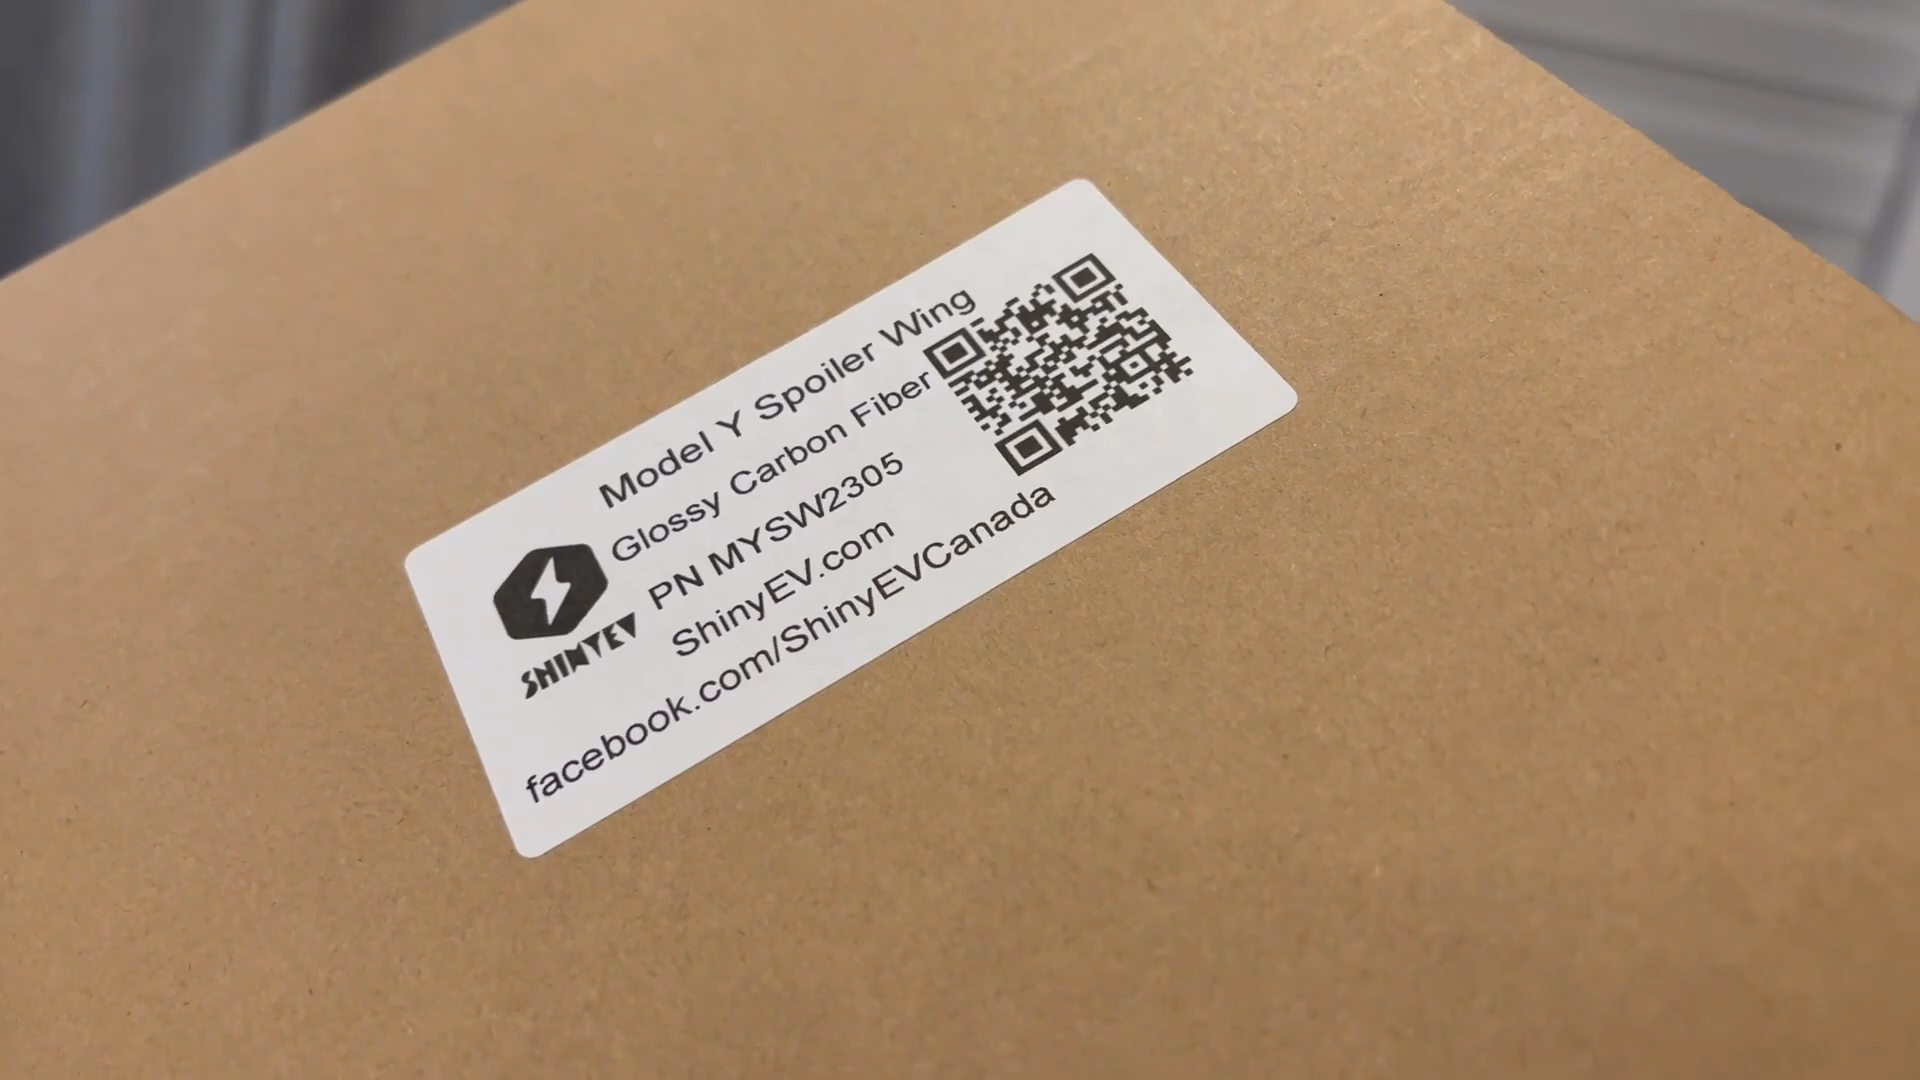 Model Y Spoiler Wing
Glossy Carbon Fiber
PN MYSW2305
ShinyEV.com
facebook.com/ShinyEVCanada
SHINYEV